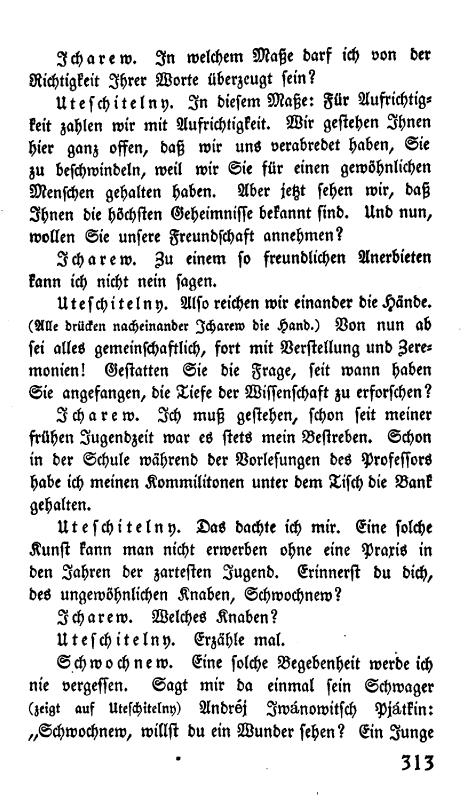 Icharew. In welchem Maße darf ich von der
Richtigkeit Ihrer Worte überzeugt sein?
Uteschitelny. In diesem Maße: Für Aufrichtig-
keit zahlen wir mit Aufrichtigkeit. Wir gestehen Ihnen
hier ganz offen, daß wir uns verabredet haben, Sie
zu beschwindeln, weil wir Sie für einen gewöhnlichen
Menschen gehalten haben. Aber jetzt sehen wir, daß
Ihnen die höchsten Geheimnisse bekannt sind. Und nun,
wollen Sie unsere Freundschaft annehmen?
Icharew. Zu einem so freundlichen Anerbieten
kann ich nicht nein sagen.
Uteschitelny. Also reichen wir einander die Hände.
(Alle drücken nacheinander Icharew die Hand.) Von nun ab
sei alles gemeinschaftlich, fort mit Verstellung und Zere-
monien! Gestatten Sie die Frage, seit wann haben
Sie angefangen, die Tiefe der Wissenschaft zu erforschen?
Icharew. Ich muß gestehen, schon seit meiner
frühen Jugendzeit war es stets mein Bestreben. Schon
in der Schule während der Vorlesungen des Professors
habe ich meinen Kommilitonen unter dem Tisch die Bank
gehalten.
Uteschitelny. Das dachte ich mir. Eine solche
Kunst kann man nicht erwerben ohne eine Praxis in
den Jahren der zartesten Jugend. Erinnerst du dich,
des ungewöhnlichen Knaben, Schwochnew?
Icharew. Welches Knaben?
Uteschitelny. Erzähle mal.
Schwochnew. Eine solche Begebenheit werde ich
nie vergessen. Sagt mir da einmal sein Schwager
(zeigt auf Uteschitelny) Andréj Iwánowitsch Pjátkin:
„Schwochnew, willst du ein Wunder sehen? Ein Junge
313